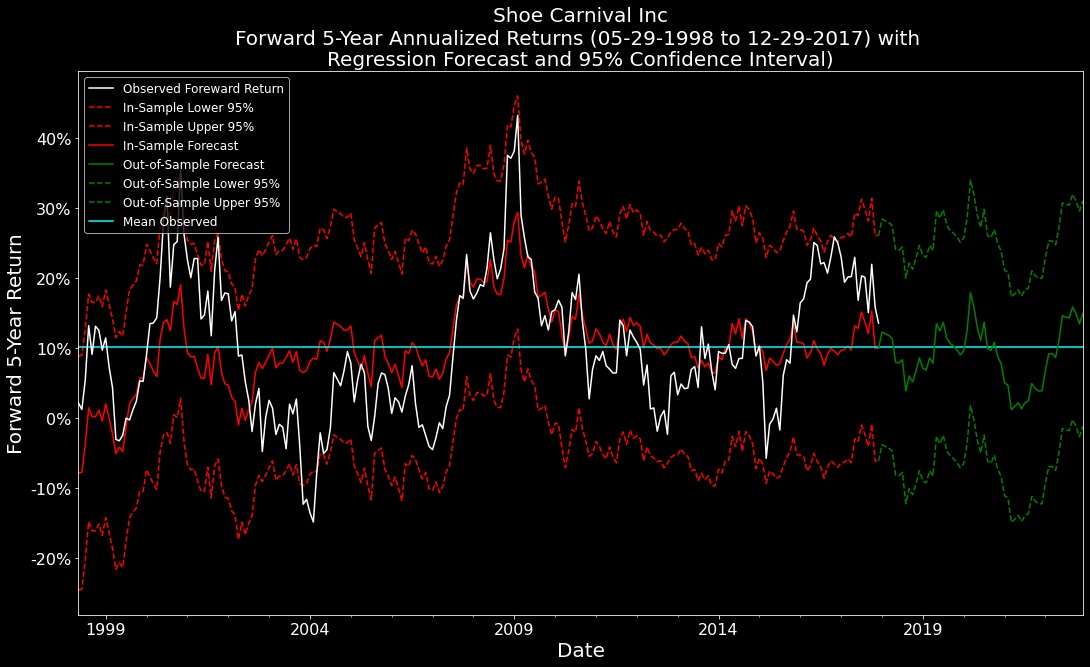 Shoe Carnival Inc
Forward 5-Year Annualized Returns (05-29-1998 to 12-29-2017) with
Regression Forecast and 95% Confidence Interval)
Observed Foreward Return
In-Sample Lower 95%
In-Sample Upper 95%
In-Sample Forecast
Out-of-Sample Forecast
Out-of-Sample Lower 95%
Out-of-Sample Upper 95%
Mean Observed
Forward 5-Year Return
40%
30%
20%
10%
0%
-10%
-20%
1999
2004
2009
2014
2019
Date